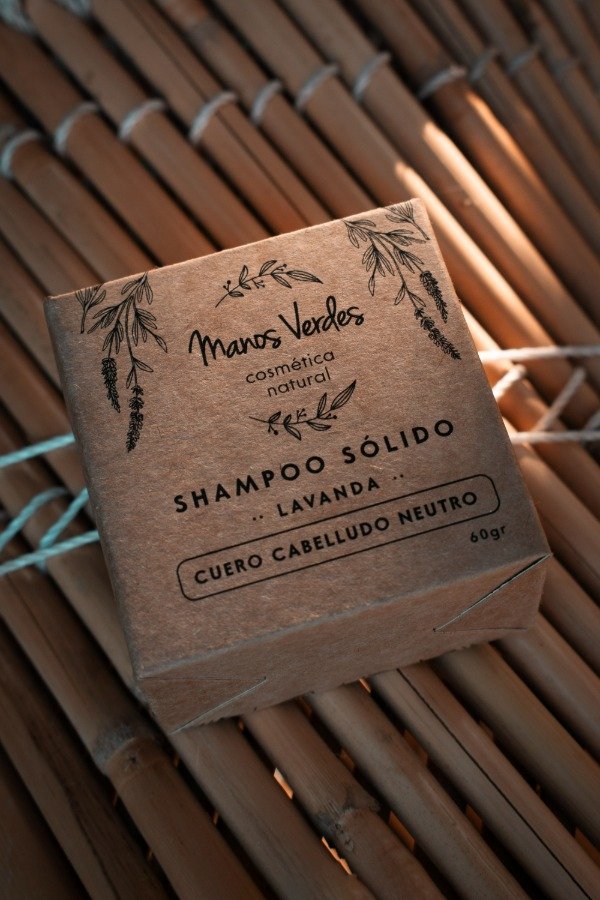 Manos Verdes
cosmética
natural
SHAMPOO SÓLIDO
·· LAVANDA ··
CUERO CABELLUDO NEUTRO
60gr